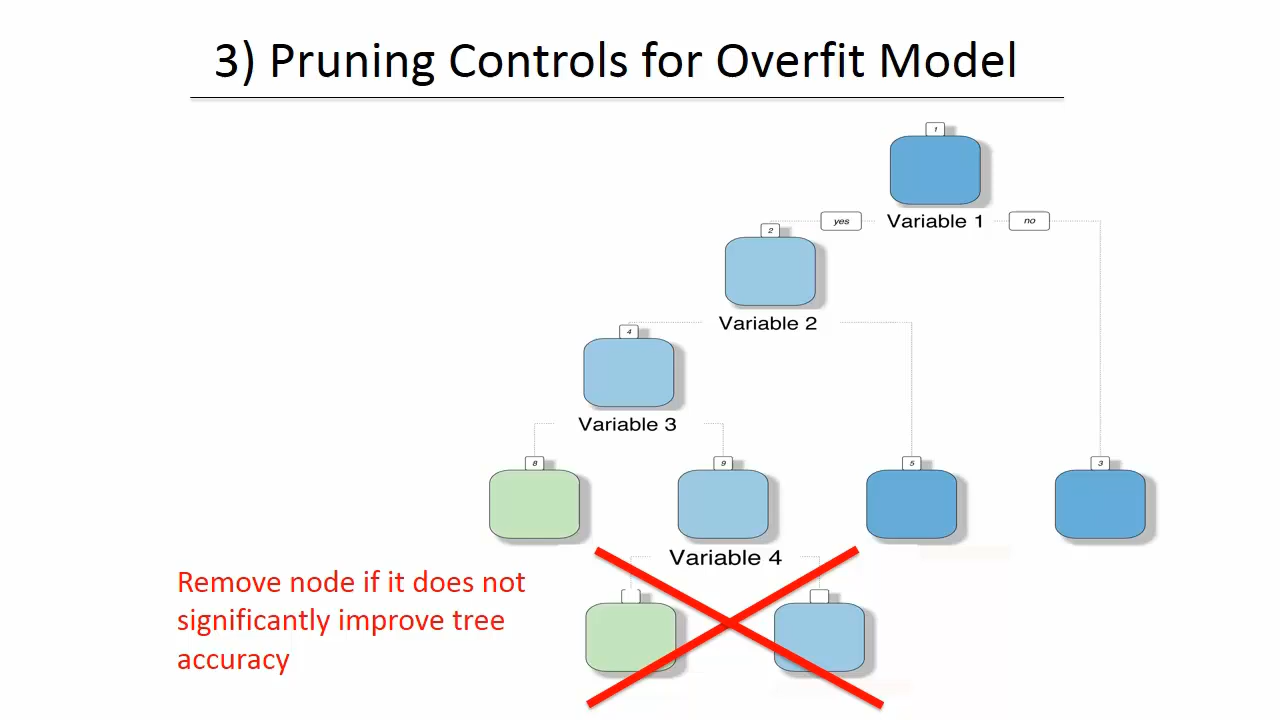 3) Pruning Controls for Overfit Model
1
yes
Variable 1
no
2
Variable 2
4
Variable 3
8
9
5
3
Variable 4
Remove node if it does not
significantly improve tree
accuracy